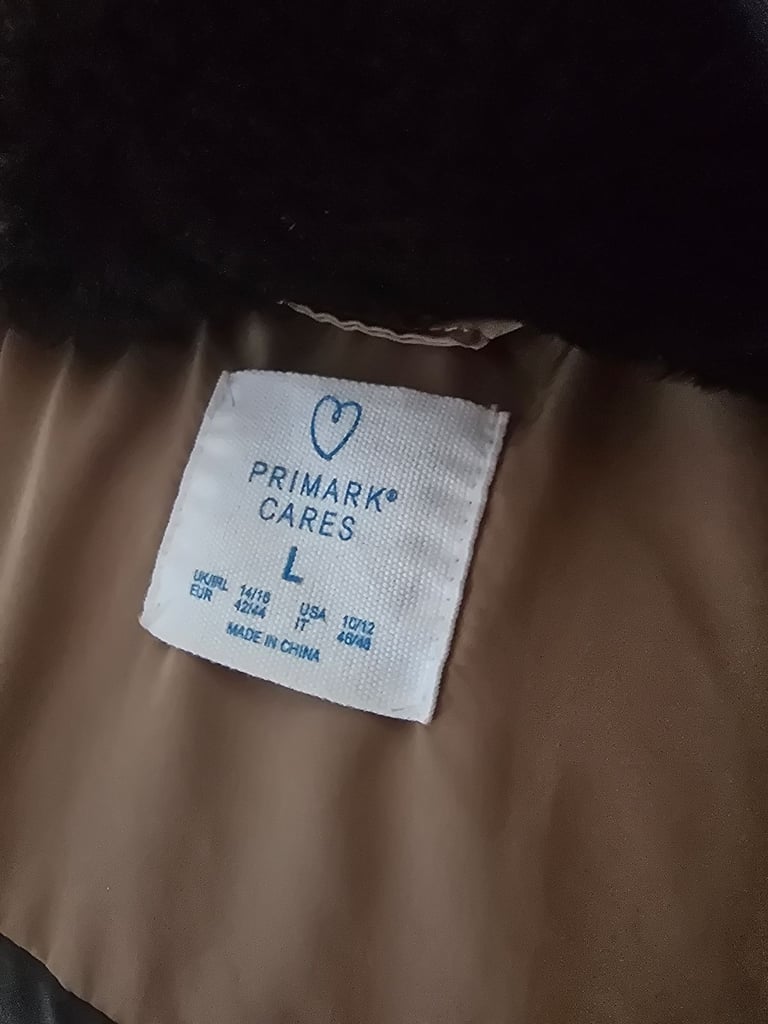 PRIMARK®
CARES
L
UK/IRL 14/16 USA 10/12
EUR 42/44 IT 46/48
MADE IN CHINA